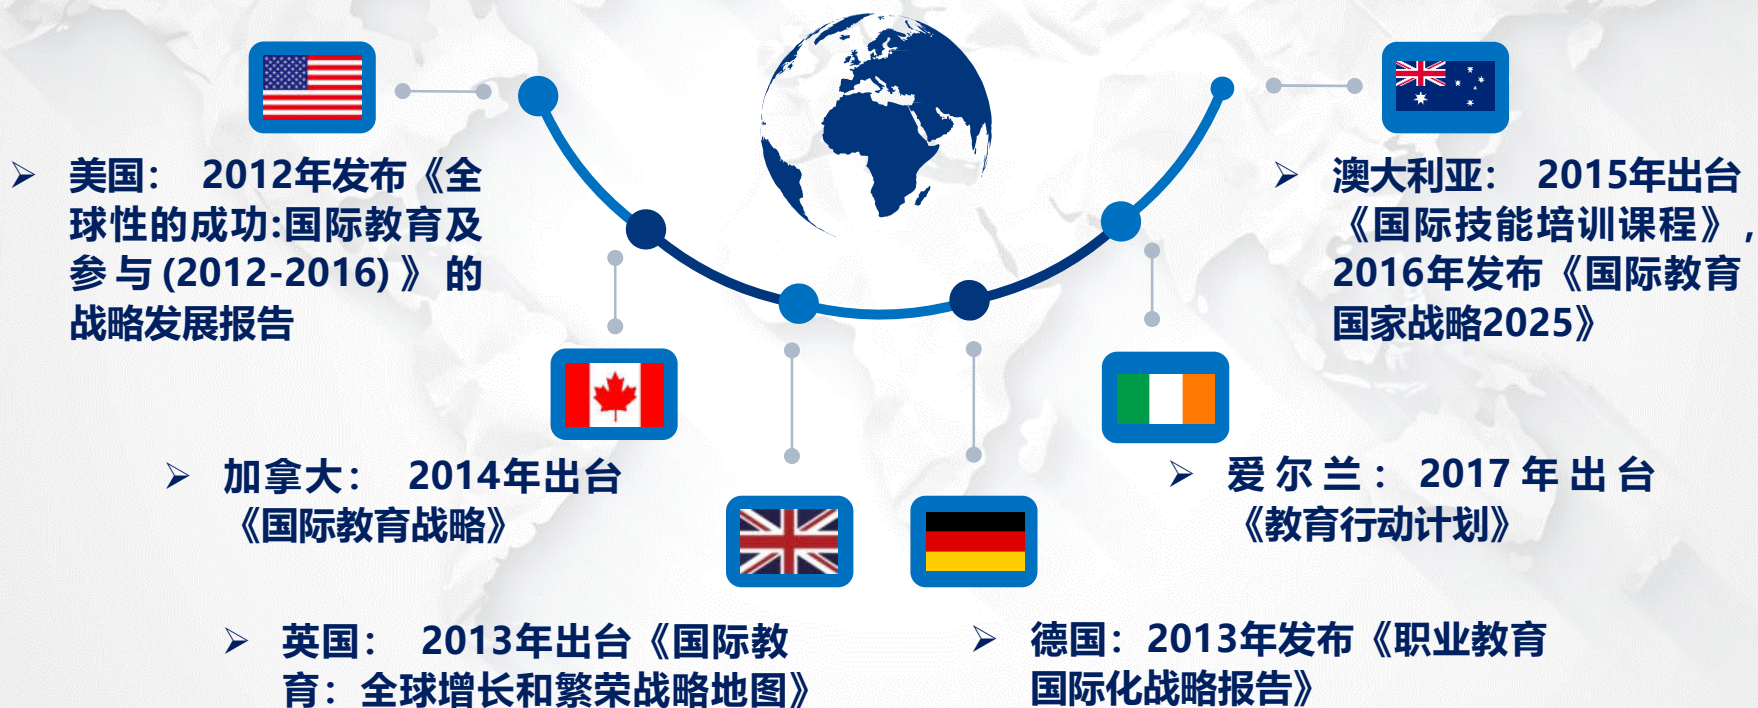 美国： 2012年发布《全
球性的成功:国际教育及
参与(2012-2016)》的
战略发展报告
加拿大： 2014年出台
《国际教育战略》
英国： 2013年出台《国际教
育：全球增长和繁荣战略地图》
德国：2013年发布《职业教育
国际化战略报告》
爱尔兰：2017年出台
《教育行动计划》
澳大利亚： 2015年出台
《国际技能培训课程》,
2016年发布《国际教育
国家战略2025》